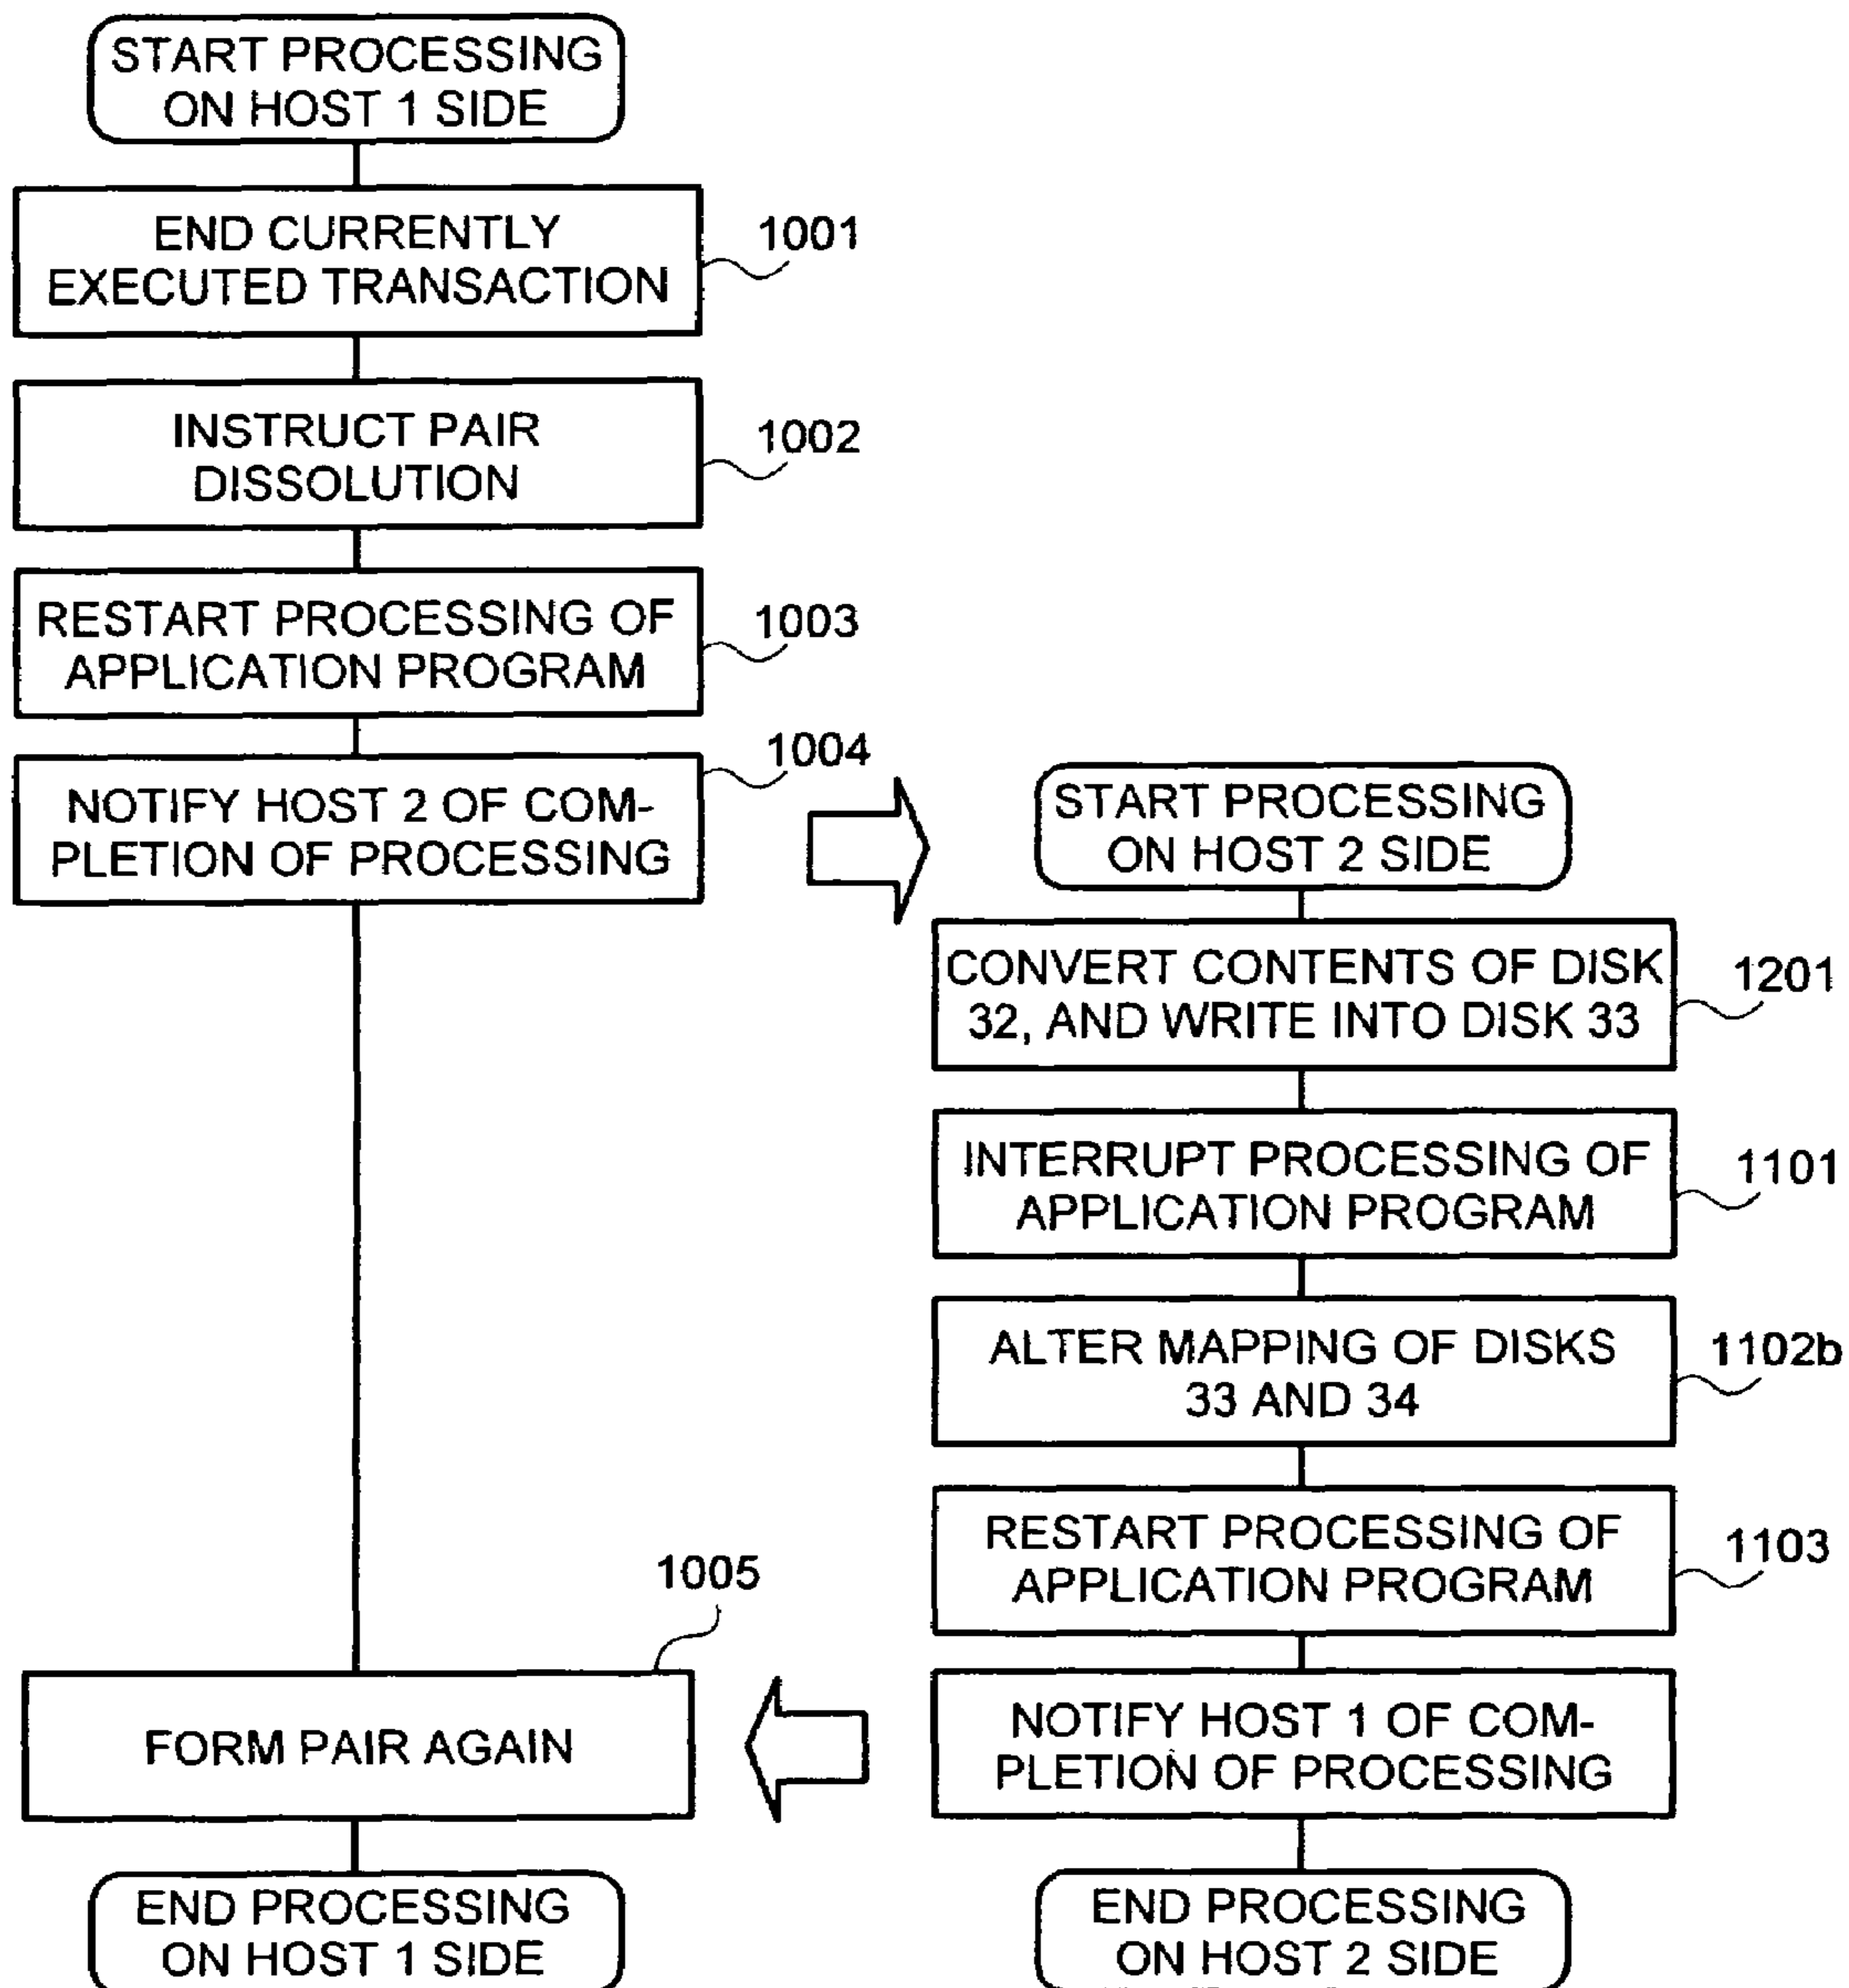 START PROCESSING
ON HOST 1 SIDE
END CURRENTLY
EXECUTED TRANSACTION
1001
INSTRUCT PAIR
DISSOLUTION
1002
RESTART PROCESSING OF
APPLICATION PROGRAM
1003
NOTIFY HOST 2 OF COM-
PLETION OF PROCESSING
1004
START PROCESSING
ON HOST 2 SIDE
CONVERT CONTENTS OF DISK
32, AND WRITE INTO DISK 33
1201
INTERRUPT PROCESSING OF
APPLICATION PROGRAM
1101
ALTER MAPPING OF DISKS
33 AND 34
1102b
RESTART PROCESSING OF
APPLICATION PROGRAM
1103
NOTIFY HOST 1 OF COM-
PLETION OF PROCESSING
1005
FORM PAIR AGAIN
END PROCESSING
ON HOST 1 SIDE
END PROCESSING
ON HOST 2 SIDE